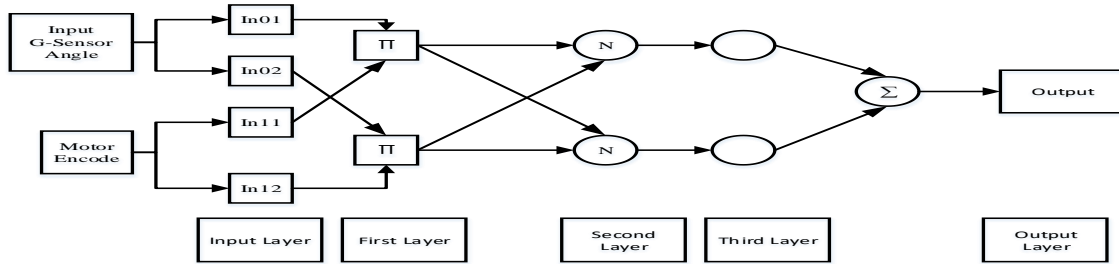 Input
G-Sensor
Angle
Motor
Encode
In01
In02
In11
In12
Π
Π
N
N
Σ
Output
Input Layer
First Layer
Second
Layer
Third Layer
Output
Layer